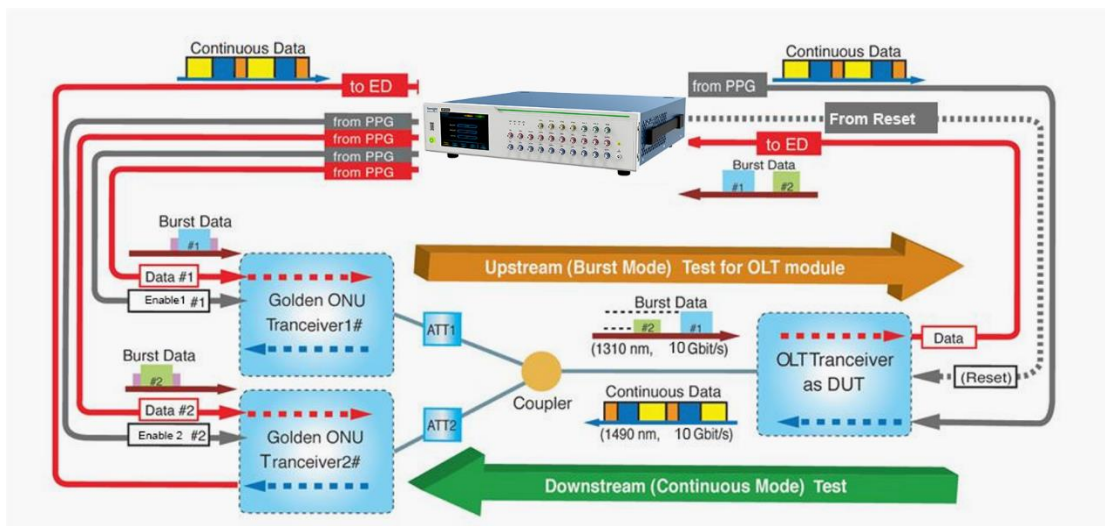 Continuous Data
to ED
from PPG
from PPG
from PPG
from PPG
Continuous Data
from PPG
From Reset
to ED
Burst Data
#1
#2
Burst Data
#1
Data #1
Enable1 #1
Golden ONU
Tranceiver1#
Burst Data
#2
Data #2
Enable 2 #2
Golden ONU
Tranceiver2#
ATT1
ATT2
Coupler
Upstream (Burst Mode) Test for OLT module
Burst Data
#2
#1
(1310 nm, 10 Gbit/s)
Continuous Data
(1490 nm, 10 Gbit/s)
OLT Tranceiver
as DUT
Data
(Reset)
Downstream (Continuous Mode) Test